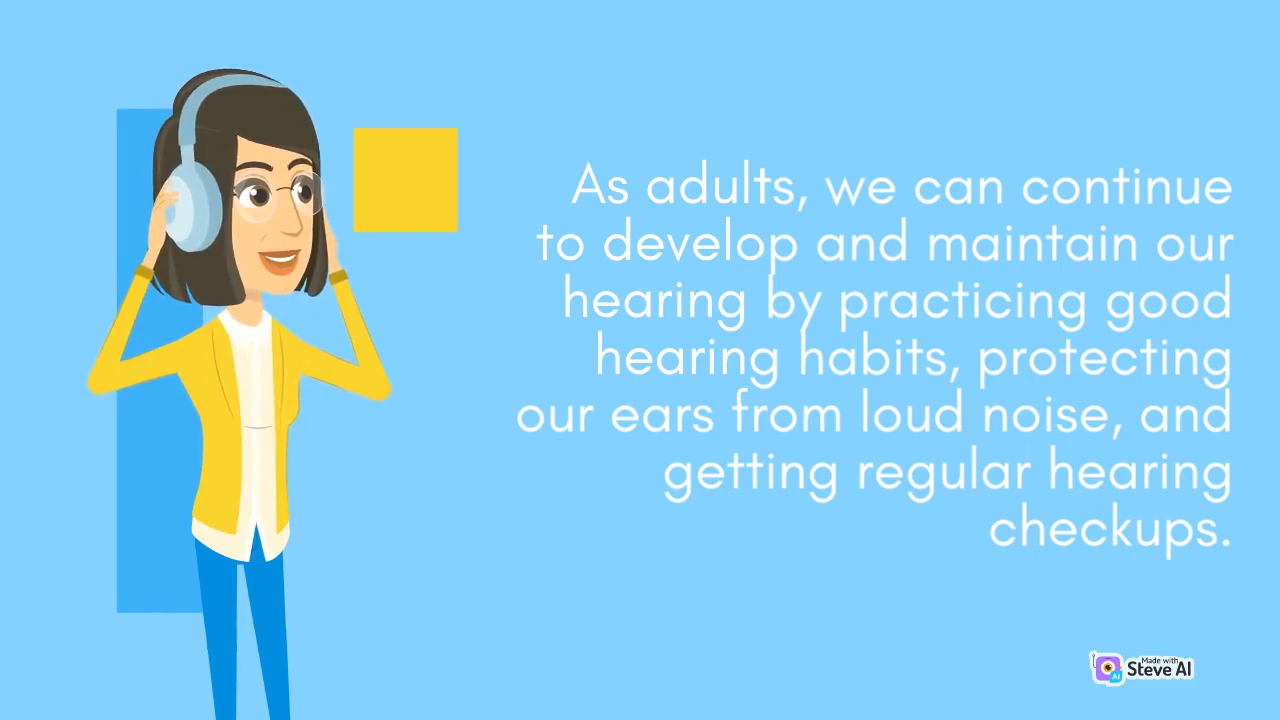 As adults, we can continue
to develop and maintain our
hearing by practicing good
hearing habits, protecting
our ears from loud noise, and
getting regular hearing
checkups.
Made with
Steve AI
AI